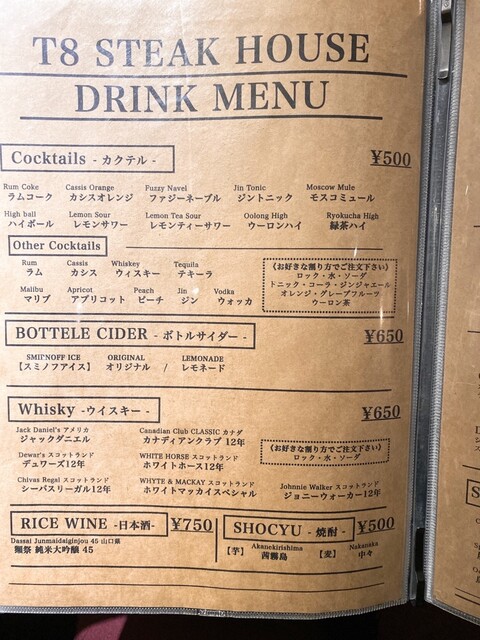 T8 STEAK HOUSE
DRINK MENU
Cocktails - カクテル - ¥500
Rum Coke Cassis Orange Fuzzy Navel Jin Tonic Moscow Mule
ラムコーク カシスオレンジ ファジーネーブル ジントニック モスコミュール
High ball Lemon Sour Lemon Tea Sour Oolong High Ryokucha High
ハイボール レモンサワー レモンティーサワー ウーロンハイ 緑茶ハイ
Other Cocktails
Rum Cassis Whiskey Tequila
ラム カシス ウィスキー テキーラ
Malibu Apricot Peach Jin Vodka
マリブ アプリコット ピーチ ジン ウォッカ
《お好きな割り方でご注文下さい》
ロック・水・ソーダ
トニック・コーラ・ジンジャエール
オレンジ・グレープフルーツ
ウーロン茶
BOTTELE CIDER - ボトルサイダー - ¥650
SMIRNOFF ICE ORIGINAL LEMONADE
【スミノフアイス】 オリジナル / レモネード
Whisky -ウイスキー - ¥650
Jack Daniel's アメリカ Canadian Club CLASSIC カナダ
ジャックダニエル カナディアンクラブ 12年
Dewar's スコットランド WHITE HORSE スコットランド
デュワーズ12年 ホワイトホース12年
《お好きな割り方でご注文下さい》
ロック・水・ソーダ
Chivas Regal スコットランド WHYTE & MACKAY スコットランド Johnnie Walker スコットランド
シーバスリーガル12年 ホワイトマッカイスペシャル ジョニーウォーカー12年
RICE WINE -日本酒- ¥750
Dassai Junmaidaiginjou 45 山口県
獺祭 純米大吟醸 45
SHOCYU - 焼酎 - ¥500
Akanekirishima Nakanaka
【芋】 茜霧島 【麦】 中々